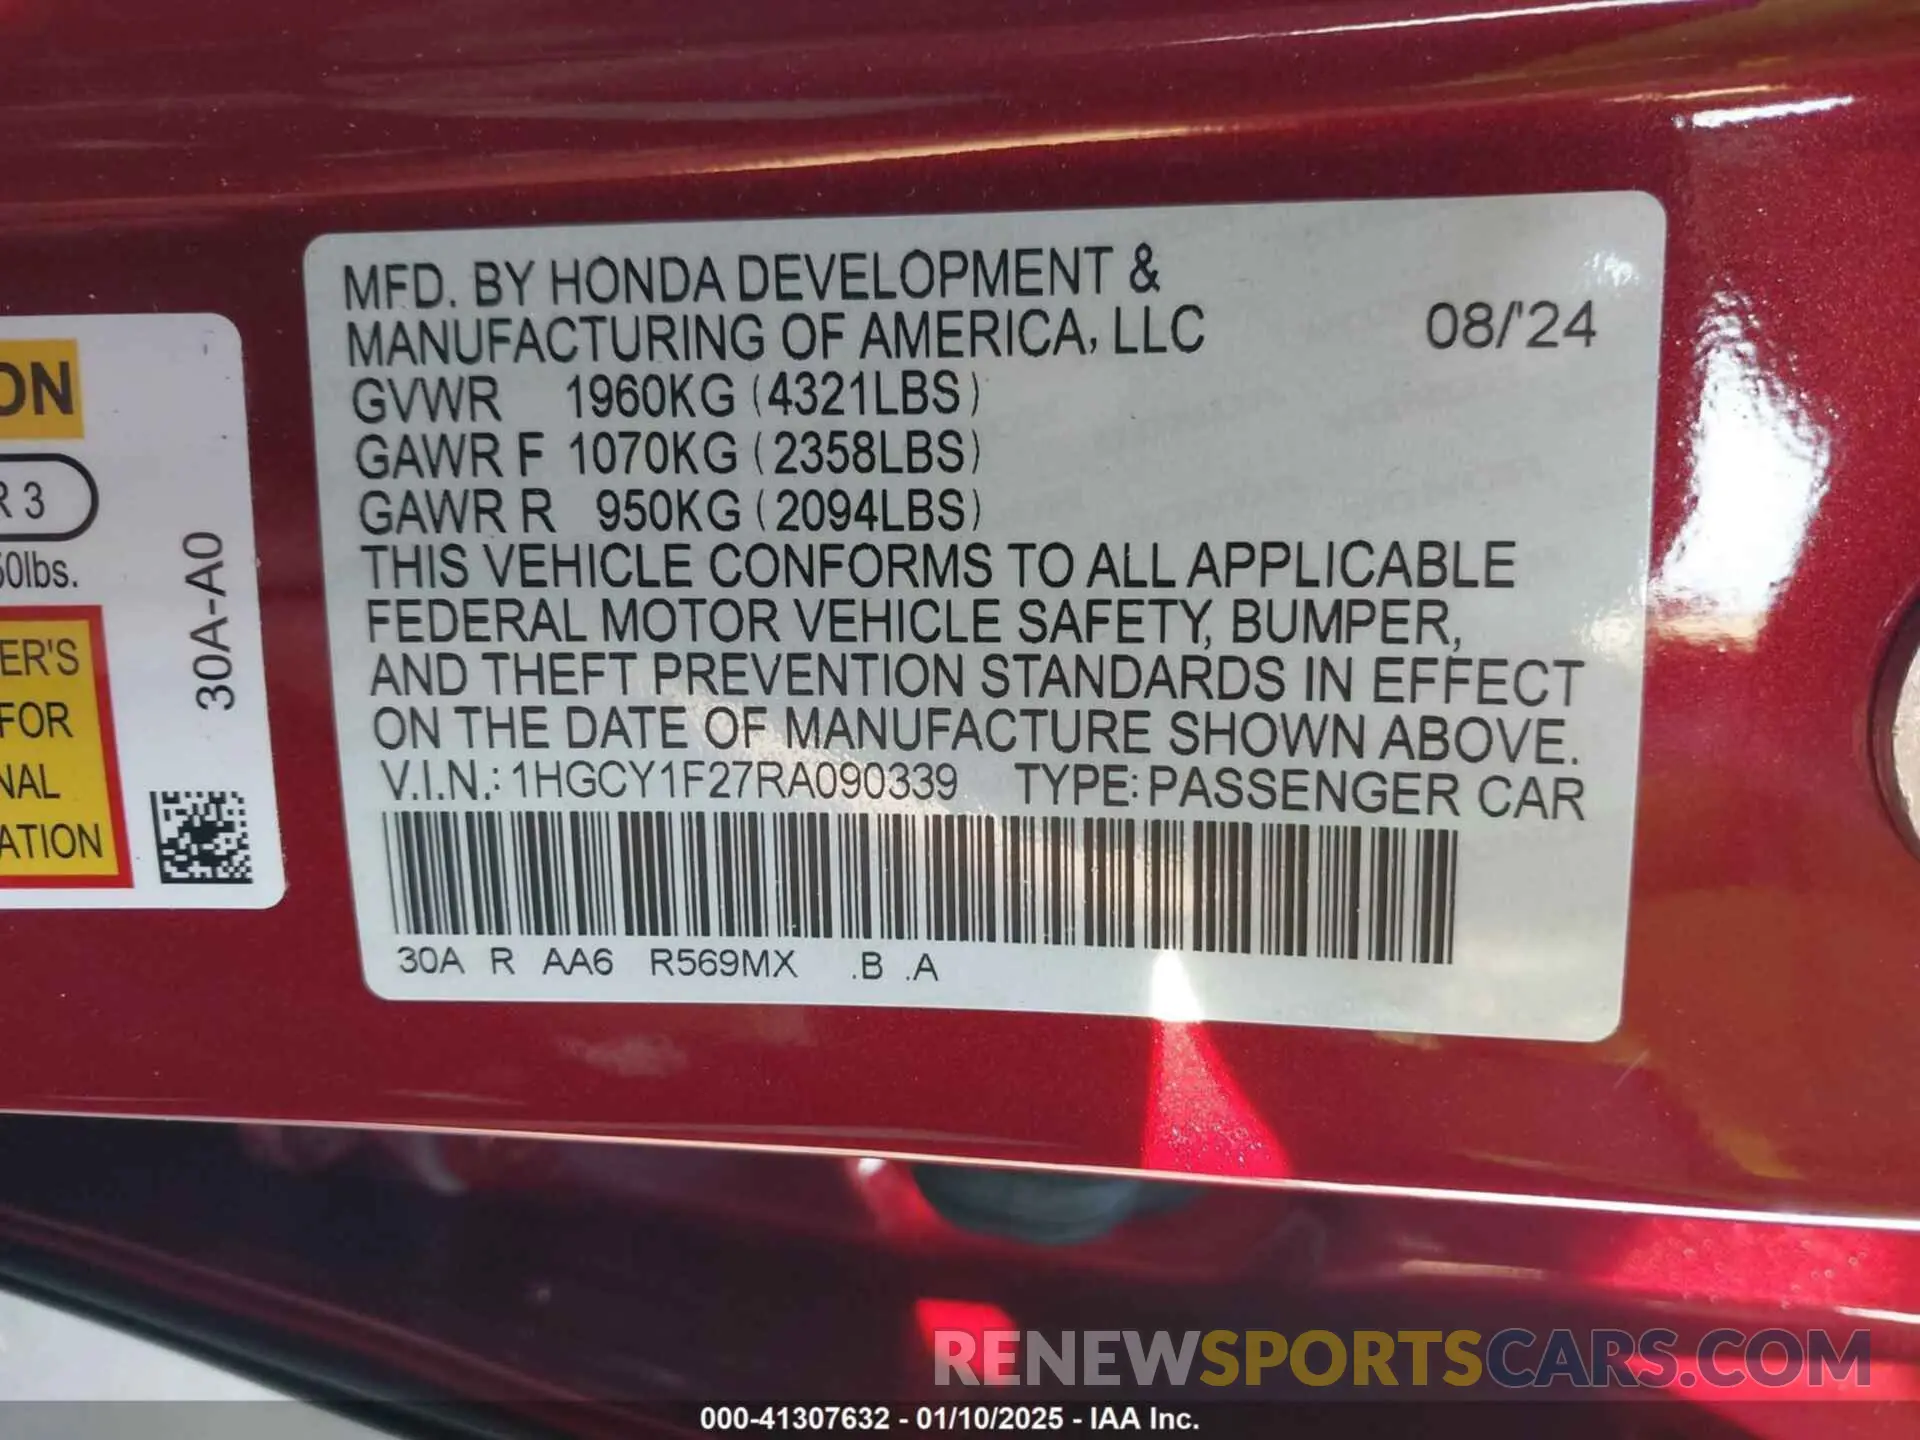 MFD. BY HONDA DEVELOPMENT &
MANUFACTURING OF AMERICA, LLC 08/'24
GVWR 1960KG (4321LBS)
GAWR F 1070KG (2358LBS)
GAWR R 950KG (2094LBS)
THIS VEHICLE CONFORMS TO ALL APPLICABLE
FEDERAL MOTOR VEHICLE SAFETY, BUMPER,
AND THEFT PREVENTION STANDARDS IN EFFECT
ON THE DATE OF MANUFACTURE SHOWN ABOVE.
V.I.N.: 1HGCY1F27RA090339 TYPE: PASSENGER CAR
30A R AA6 R569MX .B .A
ON
R 3
50lbs.
ER'S
FOR
NAL
ATION
30A-A0
RENEWSPORTSCARS.COM
000-41307632 - 01/10/2025 - IAA Inc.